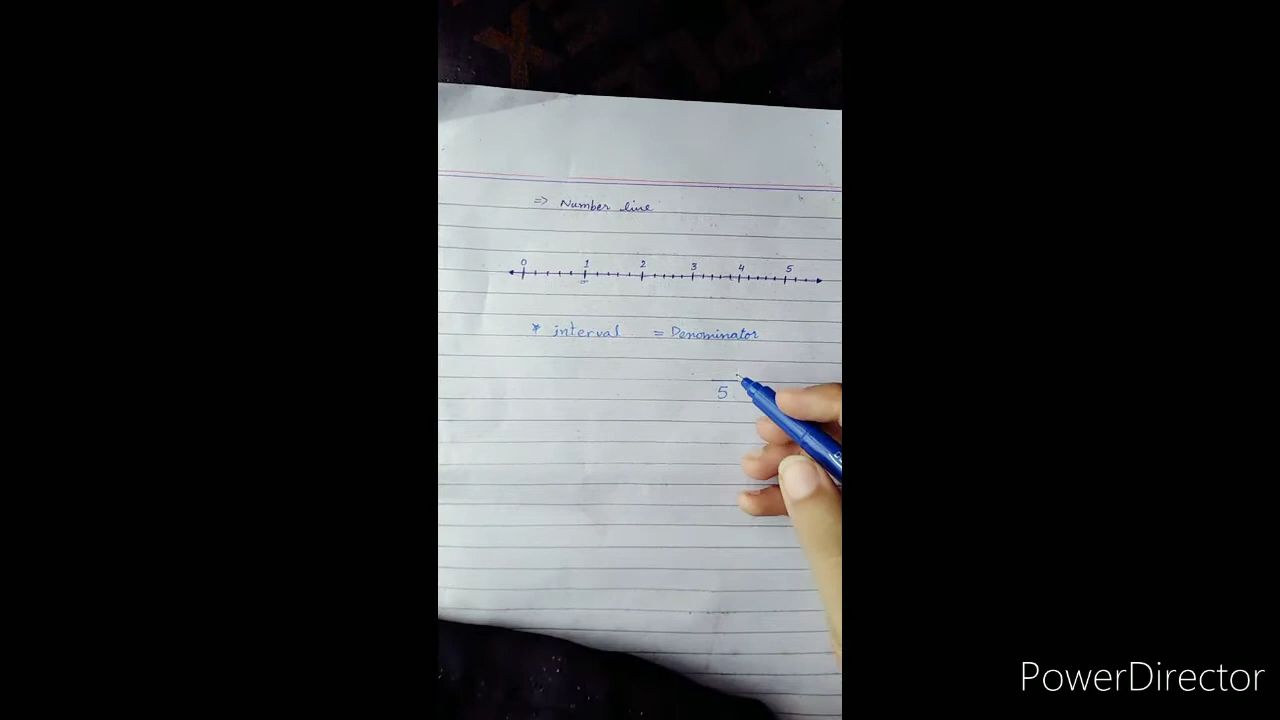 => Number line
0 1 2 3 4 5
* interval = Denominator
5
PowerDirector